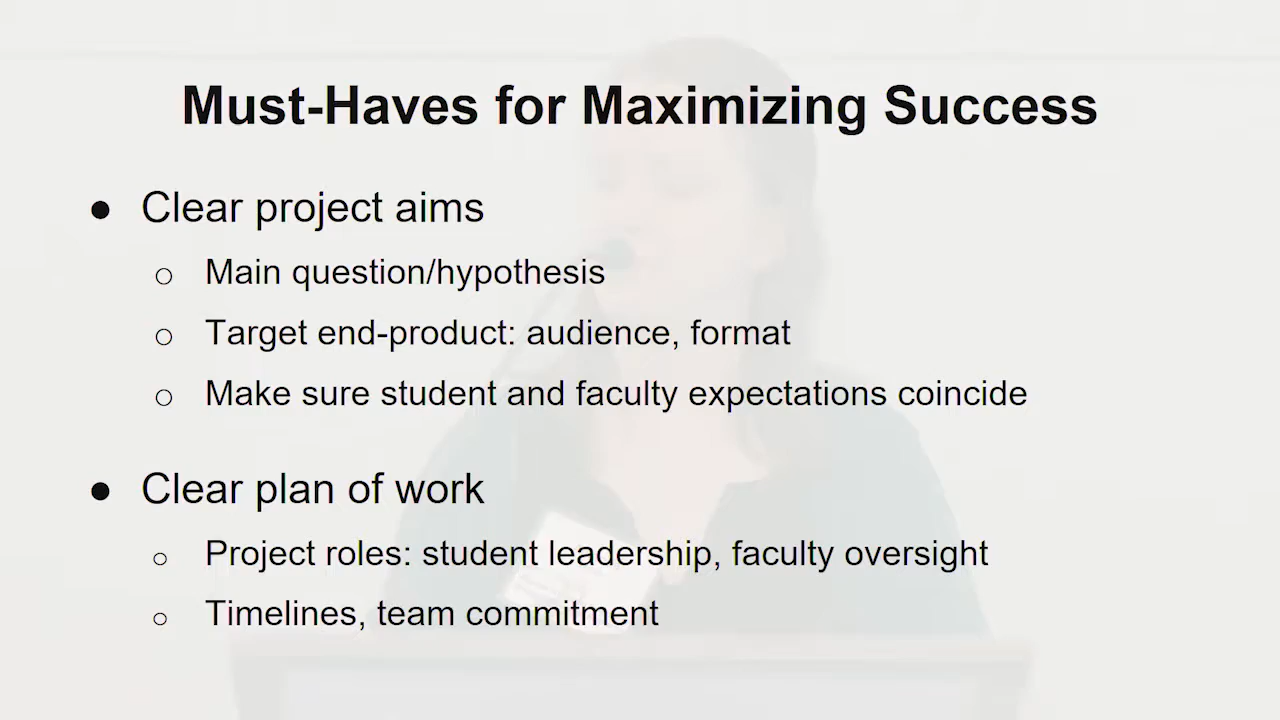 Must-Haves for Maximizing Success
● Clear project aims
○ Main question/hypothesis
○ Target end-product: audience, format
○ Make sure student and faculty expectations coincide
● Clear plan of work
○ Project roles: student leadership, faculty oversight
○ Timelines, team commitment